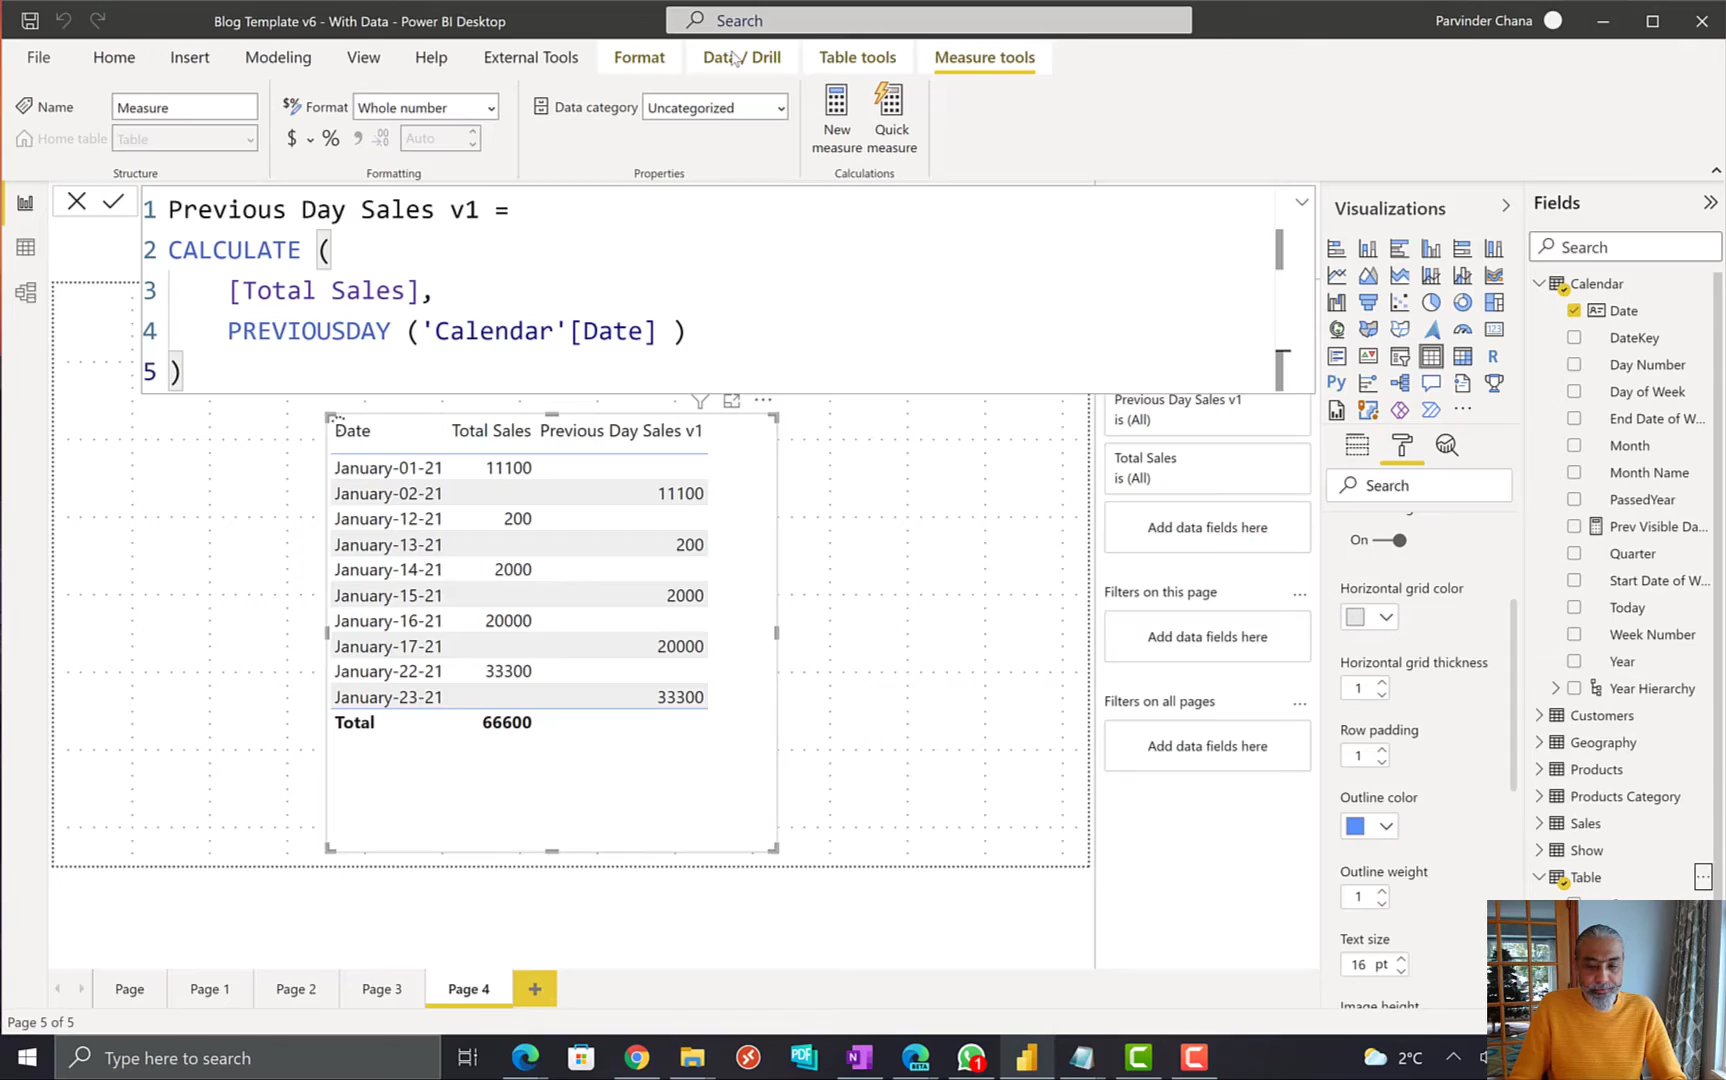 Blog Template v6 - With Data - Power BI Desktop
Search
Parvinder Chana
File
Home
Insert
Modeling
View
Help
External Tools
Format
Data / Drill
Table tools
Measure tools
Name
Measure
Home table
Table
Structure
Format
Whole number
$
%
Auto
Formatting
Data category
Uncategorized
Properties
New
measure
Quick
measure
Calculations
1 Previous Day Sales v1 =
2 CALCULATE (
3 [Total Sales],
4 PREVIOUSDAY ('Calendar'[Date] )
5 )
Date Total Sales Previous Day Sales v1
January-01-21 11100
January-02-21 11100
January-12-21 200
January-13-21 200
January-14-21 2000
January-15-21 2000
January-16-21 20000
January-17-21 20000
January-22-21 33300
January-23-21 33300
Total 66600
Previous Day Sales v1
is (All)
Total Sales
is (All)
Add data fields here
Filters on this page
...
Add data fields here
Filters on all pages
...
Add data fields here
Visualizations
R
Py
123
...
Search
On
Horizontal grid color
Horizontal grid thickness
1
Row padding
1
Outline color
Outline weight
1
Text size
16 pt
Image height
Fields
Search
Calendar
Date
DateKey
Day Number
Day of Week
End Date of W...
Month
Month Name
PassedYear
Prev Visible Da...
Quarter
Start Date of W...
Today
Week Number
Year
Year Hierarchy
Customers
Geography
Products
Products Category
Sales
Show
Table
...
Page
Page 1
Page 2
Page 3
Page 4
Page 5 of 5
Type here to search
PDF
N
BETA
1
C
C
2°C